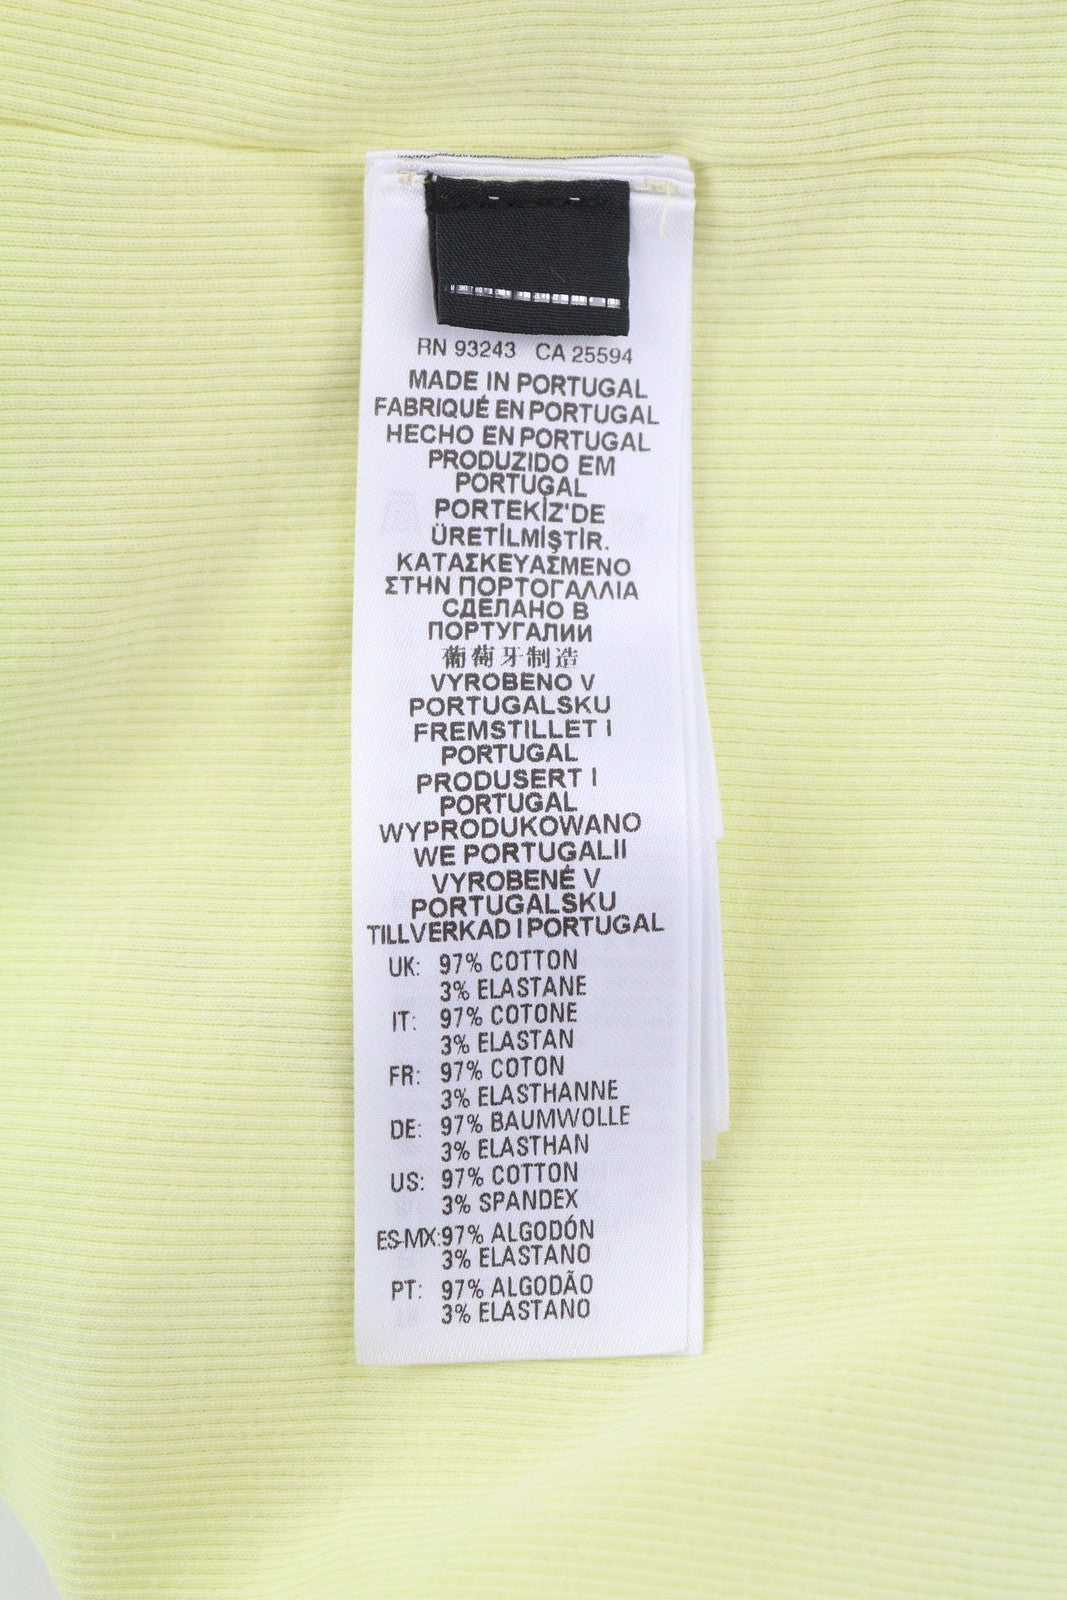 RN 93243 CA 25594
MADE IN PORTUGAL
FABRIQUÉ EN PORTUGAL
HECHO EN PORTUGAL
PRODUZIDO EM
PORTUGAL
PORTEKİZ'DE
ÜRETİLMİŞTİR.
ΚΑΤΑΣΚΕΥΑΣΜΕΝΟ
ΣΤΗΝ ΠΟΡΤΟΓΑΛΛΙΑ
СДЕЛАНО В
ПОРТУГАЛИИ
葡萄牙制造
VYROBENO V
PORTUGALSKU
FREMSTILLET I
PORTUGAL
PRODUSERT I
PORTUGAL
WYPRODUKOWANO
WE PORTUGALII
VYROBENÉ V
PORTUGALSKU
TILLVERKAD I PORTUGAL
UK: 97% COTTON
3% ELASTANE
IT: 97% COTONE
3% ELASTAN
FR: 97% COTON
3% ELASTHANNE
DE: 97% BAUMWOLLE
3% ELASTHAN
US: 97% COTTON
3% SPANDEX
ES-MX: 97% ALGODÓN
3% ELASTANO
PT: 97% ALGODÃO
3% ELASTANO